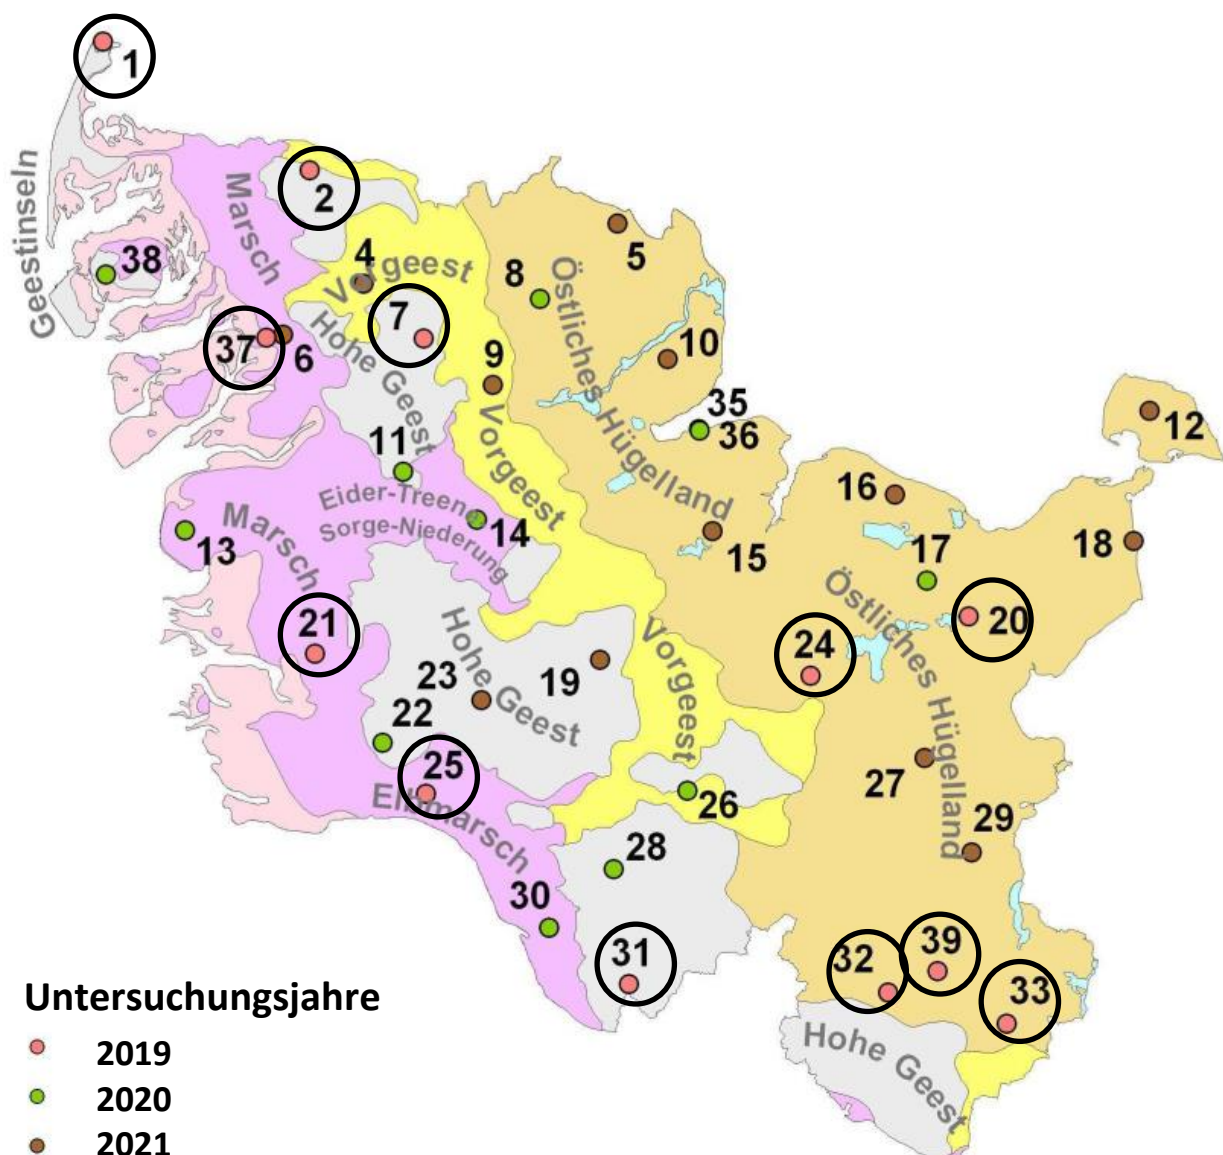 1
Geestinseln
Marsch
2
38
4
Vorgeest
5
8
Östliches Hügelland
7
37
6
Hohe Geest
9
10
Vorgeest
35
36
12
11
Eider-Treene
Sorge-Niederung
14
13
Marsch
16
15
17
18
21
Hohe Geest
Vorgeest
Östliches Hügelland
20
24
23
19
22
25
Elbmarsch
26
27
28
29
30
31
32
39
33
Hohe Geest
Untersuchungsjahre
2019
2020
2021